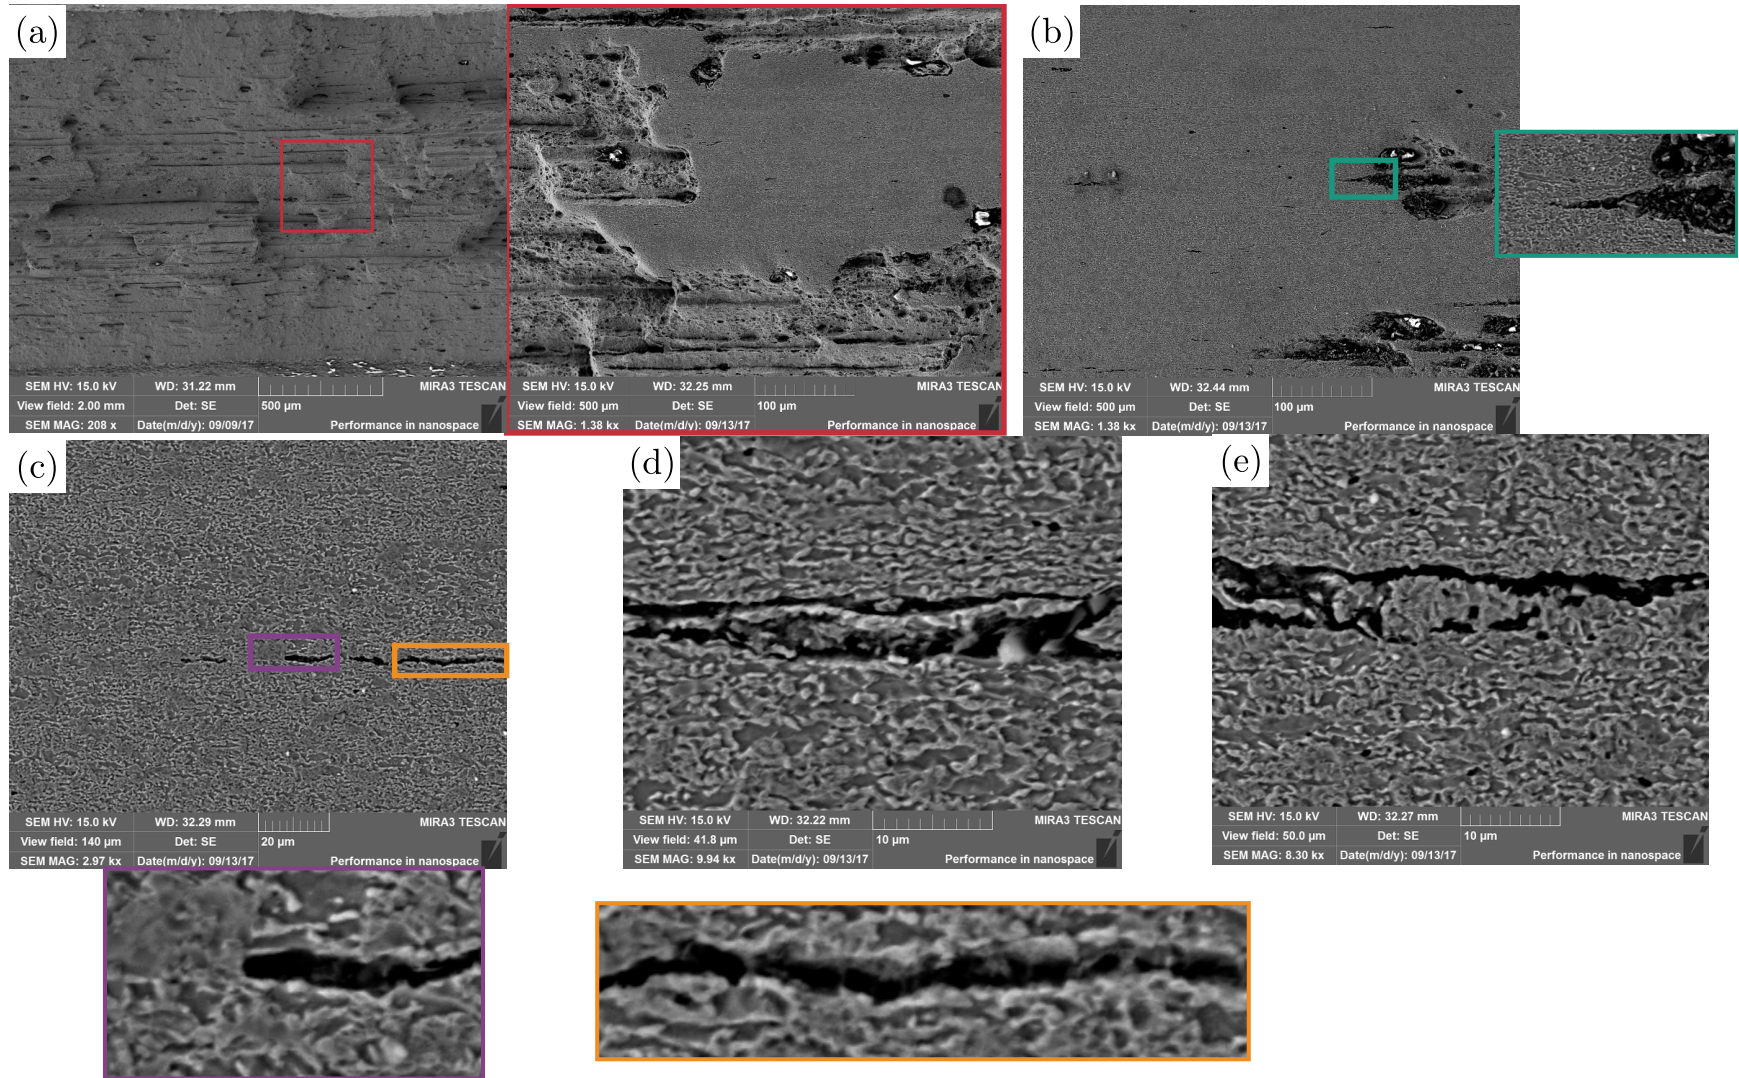 (a)
SEM HV: 15.0 kV WD: 31.22 mm MIRA3 TESCAN
View field: 2.00 mm Det: SE 500 µm
SEM MAG: 208 x Date(m/d/y): 09/09/17 Performance in nanospace
SEM HV: 15.0 kV WD: 32.25 mm MIRA3 TESCAN
View field: 500 µm Det: SE 100 µm
SEM MAG: 1.38 kx Date(m/d/y): 09/13/17 Performance in nanospace
(b)
SEM HV: 15.0 kV WD: 32.44 mm MIRA3 TESCAN
View field: 500 µm Det: SE 100 µm
SEM MAG: 1.38 kx Date(m/d/y): 09/13/17 Performance in nanospace
(c)
SEM HV: 15.0 kV WD: 32.29 mm MIRA3 TESCAN
View field: 140 µm Det: SE 20 µm
SEM MAG: 2.97 kx Date(m/d/y): 09/13/17 Performance in nanospace
(d)
SEM HV: 15.0 kV WD: 32.22 mm MIRA3 TESCAN
View field: 41.8 µm Det: SE 10 µm
SEM MAG: 9.94 kx Date(m/d/y): 09/13/17 Performance in nanospace
(e)
SEM HV: 15.0 kV WD: 32.27 mm MIRA3 TESCAN
View field: 50.0 µm Det: SE 10 µm
SEM MAG: 8.30 kx Date(m/d/y): 09/13/17 Performance in nanospace